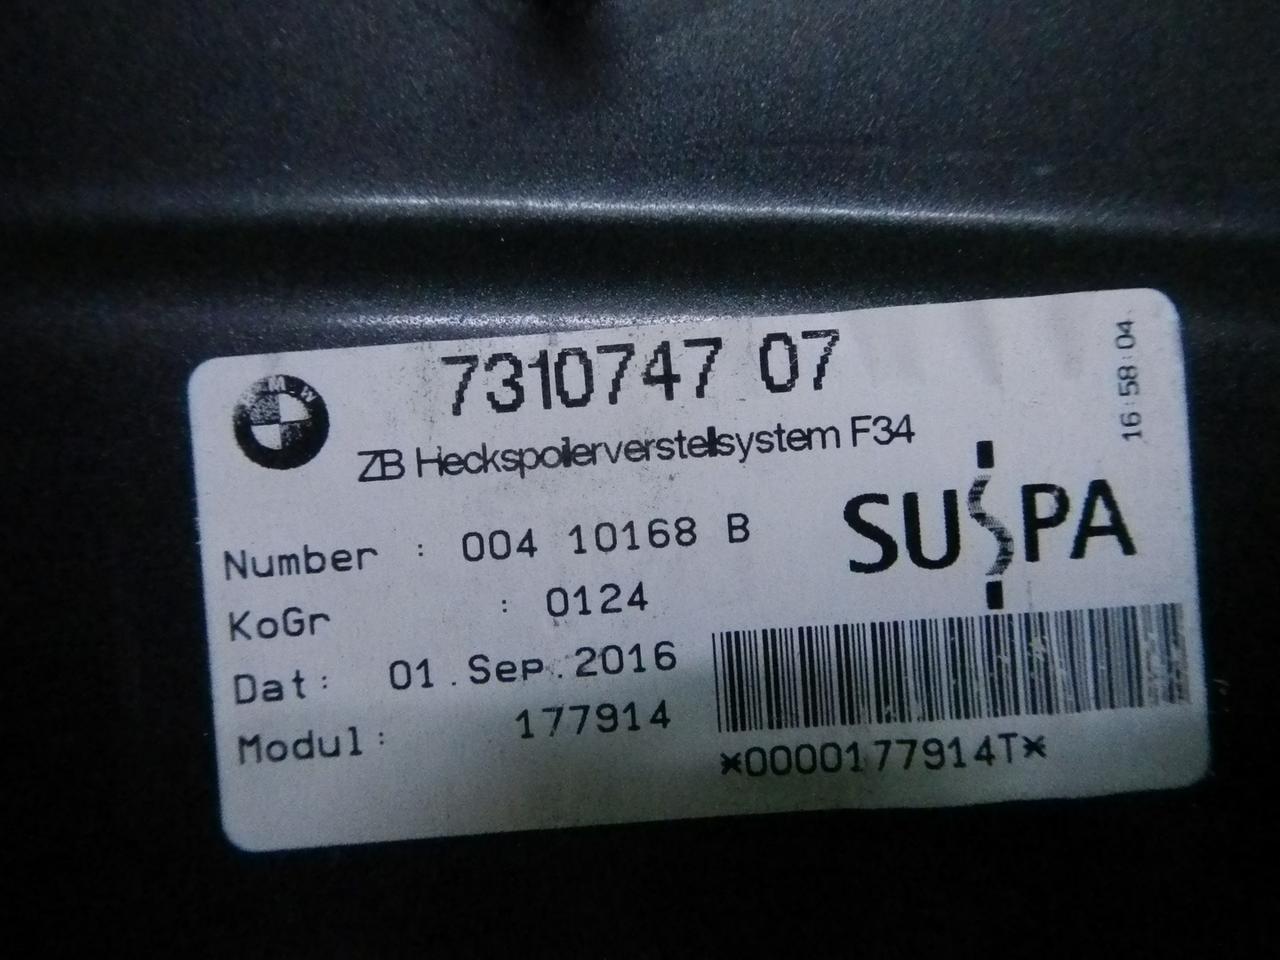 BMW
7310747 07
16:58:04
ZB Heckspoilerverstellsystem F34
SUSPA
Number : 004 10168 B
KoGr : 0124
Dat: 01.Sep.2016
Modul: 177914
*0000177914T*